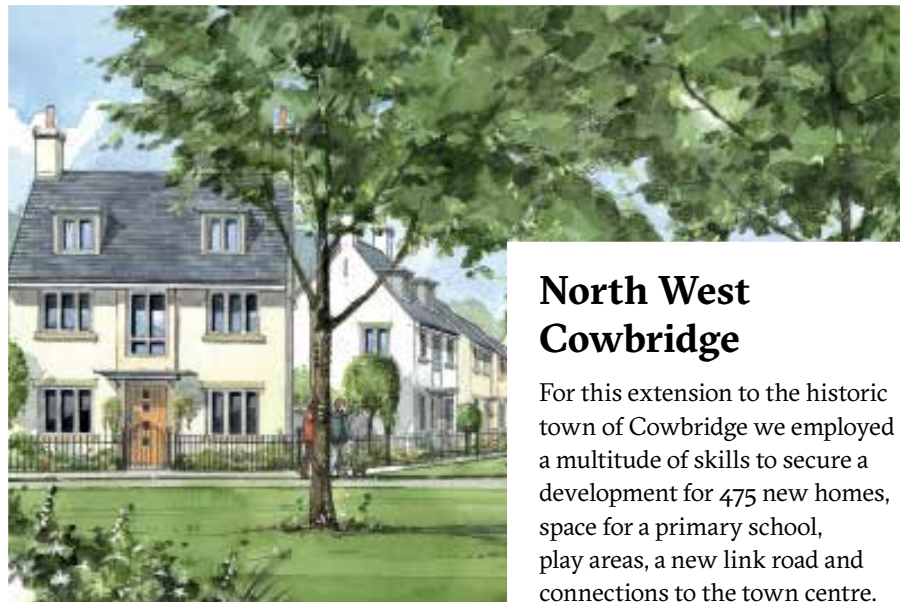 North West
Cowbridge
For this extension to the historic
town of Cowbridge we employed
a multitude of skills to secure a
development for 475 new homes,
space for a primary school,
play areas, a new link road and
connections to the town centre.